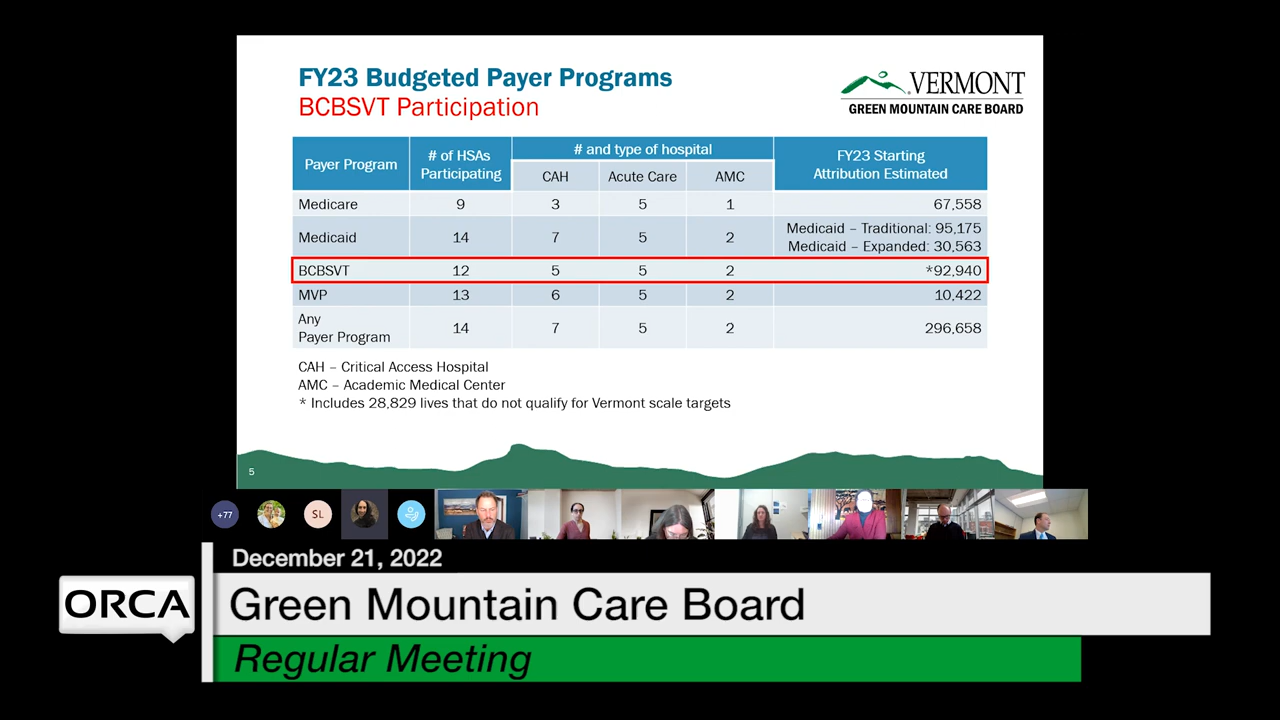 FY23 Budgeted Payer Programs
BCBSVT Participation
VERMONT
GREEN MOUNTAIN CARE BOARD
Payer Program
# of HSAs
Participating
# and type of hospital
CAH
Acute Care
AMC
FY23 Starting
Attribution Estimated
Medicare 9 3 5 1 67,558
Medicaid 14 7 5 2 Medicaid – Traditional: 95,175
Medicaid – Expanded: 30,563
BCBSVT 12 5 5 2 *92,940
MVP 13 6 5 2 10,422
Any
Payer Program 14 7 5 2 296,658
CAH – Critical Access Hospital
AMC – Academic Medical Center
* Includes 28,829 lives that do not qualify for Vermont scale targets
5
+77
SL
December 21, 2022
ORCA
Green Mountain Care Board
Regular Meeting